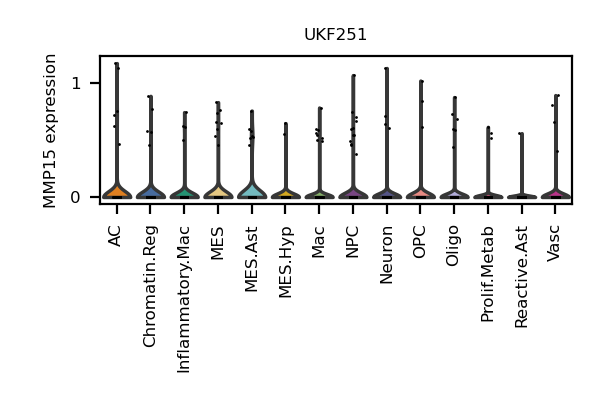 UKF251
MMP15 expression
1
0
AC
Chromatin.Reg
Inflammatory.Mac
MES
MES.Ast
MES.Hyp
Mac
NPC
Neuron
OPC
Oligo
Prolif.Metab
Reactive.Ast
Vasc